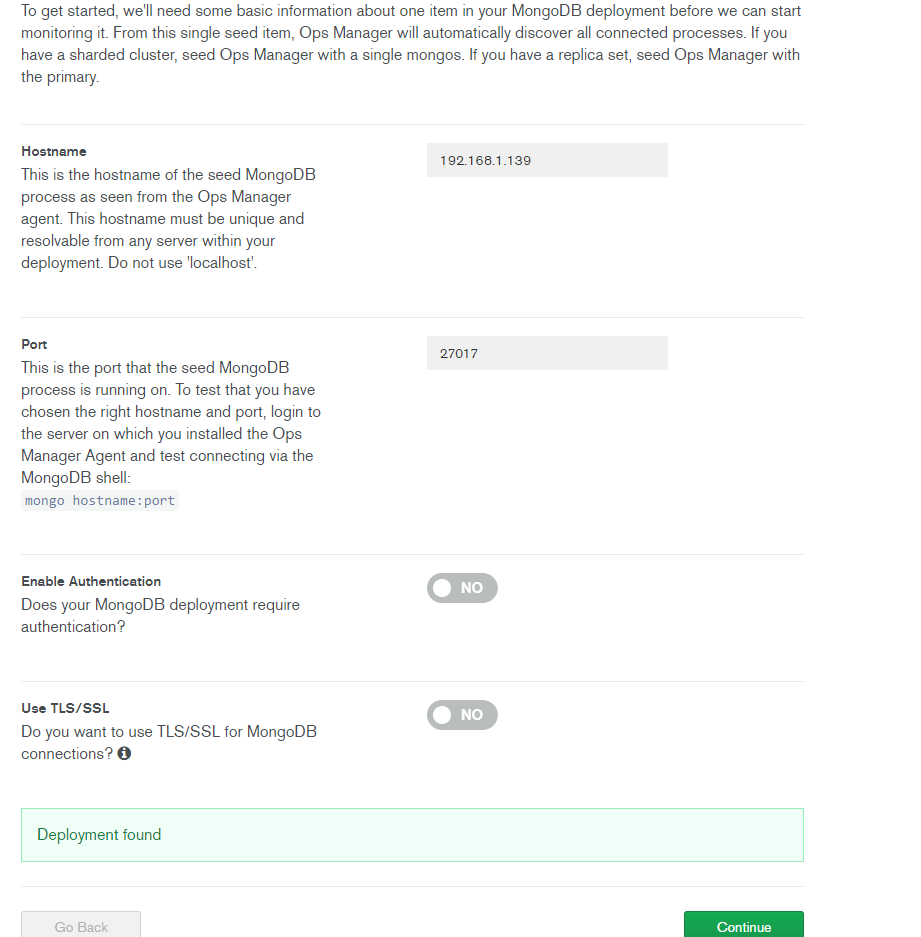 To get started, we'll need some basic information about one item in your MongoDB deployment before we can start
monitoring it. From this single seed item, Ops Manager will automatically discover all connected processes. If you
have a sharded cluster, seed Ops Manager with a single mongos. If you have a replica set, seed Ops Manager with
the primary.
Hostname
This is the hostname of the seed MongoDB
process as seen from the Ops Manager
agent. This hostname must be unique and
resolvable from any server within your
deployment. Do not use 'localhost'.
192.168.1.139
Port
This is the port that the seed MongoDB
process is running on. To test that you have
chosen the right hostname and port, login to
the server on which you installed the Ops
Manager Agent and test connecting via the
MongoDB shell:
mongo hostname:port
27017
Enable Authentication
Does your MongoDB deployment require
authentication?
NO
Use TLS/SSL
Do you want to use TLS/SSL for MongoDB
connections?
NO
Deployment found
Go Back
Continue